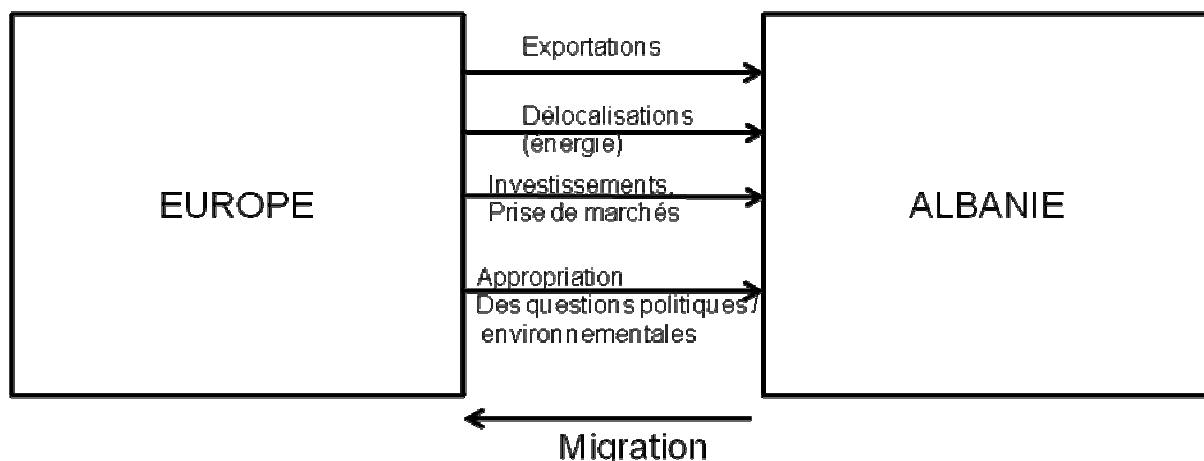 Exportations
Délocalisations
(énergie)
EUROPE
Investissements,
Prise de marchés
ALBANIE
Appropriation
Des questions politiques /
environnementales
Migration